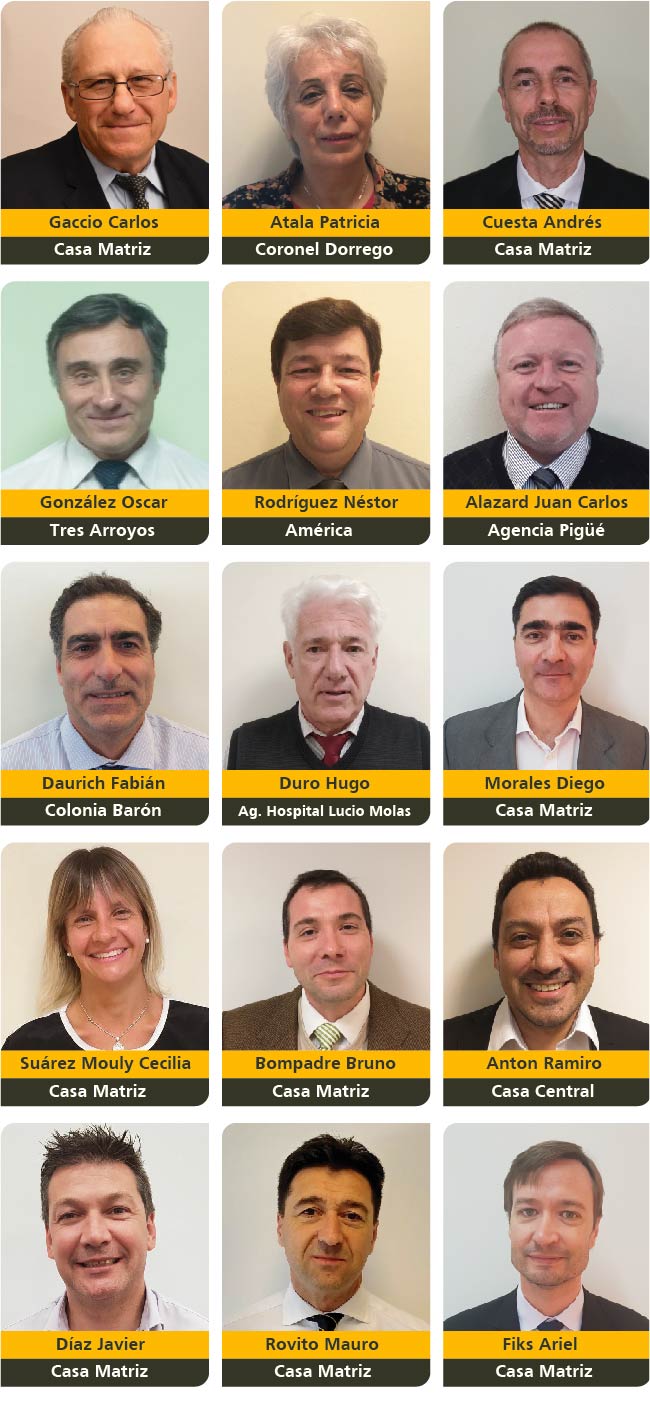 Gaccio Carlos
Casa Matriz
Atala Patricia
Coronel Dorrego
Cuesta Andrés
Casa Matriz
González Oscar
Tres Arroyos
Rodríguez Néstor
América
Alazard Juan Carlos
Agencia Pigüé
Daurich Fabián
Colonia Barón
Duro Hugo
Ag. Hospital Lucio Molas
Morales Diego
Casa Matriz
Suárez Mouly Cecilia
Casa Matriz
Bompadre Bruno
Casa Matriz
Anton Ramiro
Casa Central
Díaz Javier
Casa Matriz
Rovito Mauro
Casa Matriz
Fiks Ariel
Casa Matriz